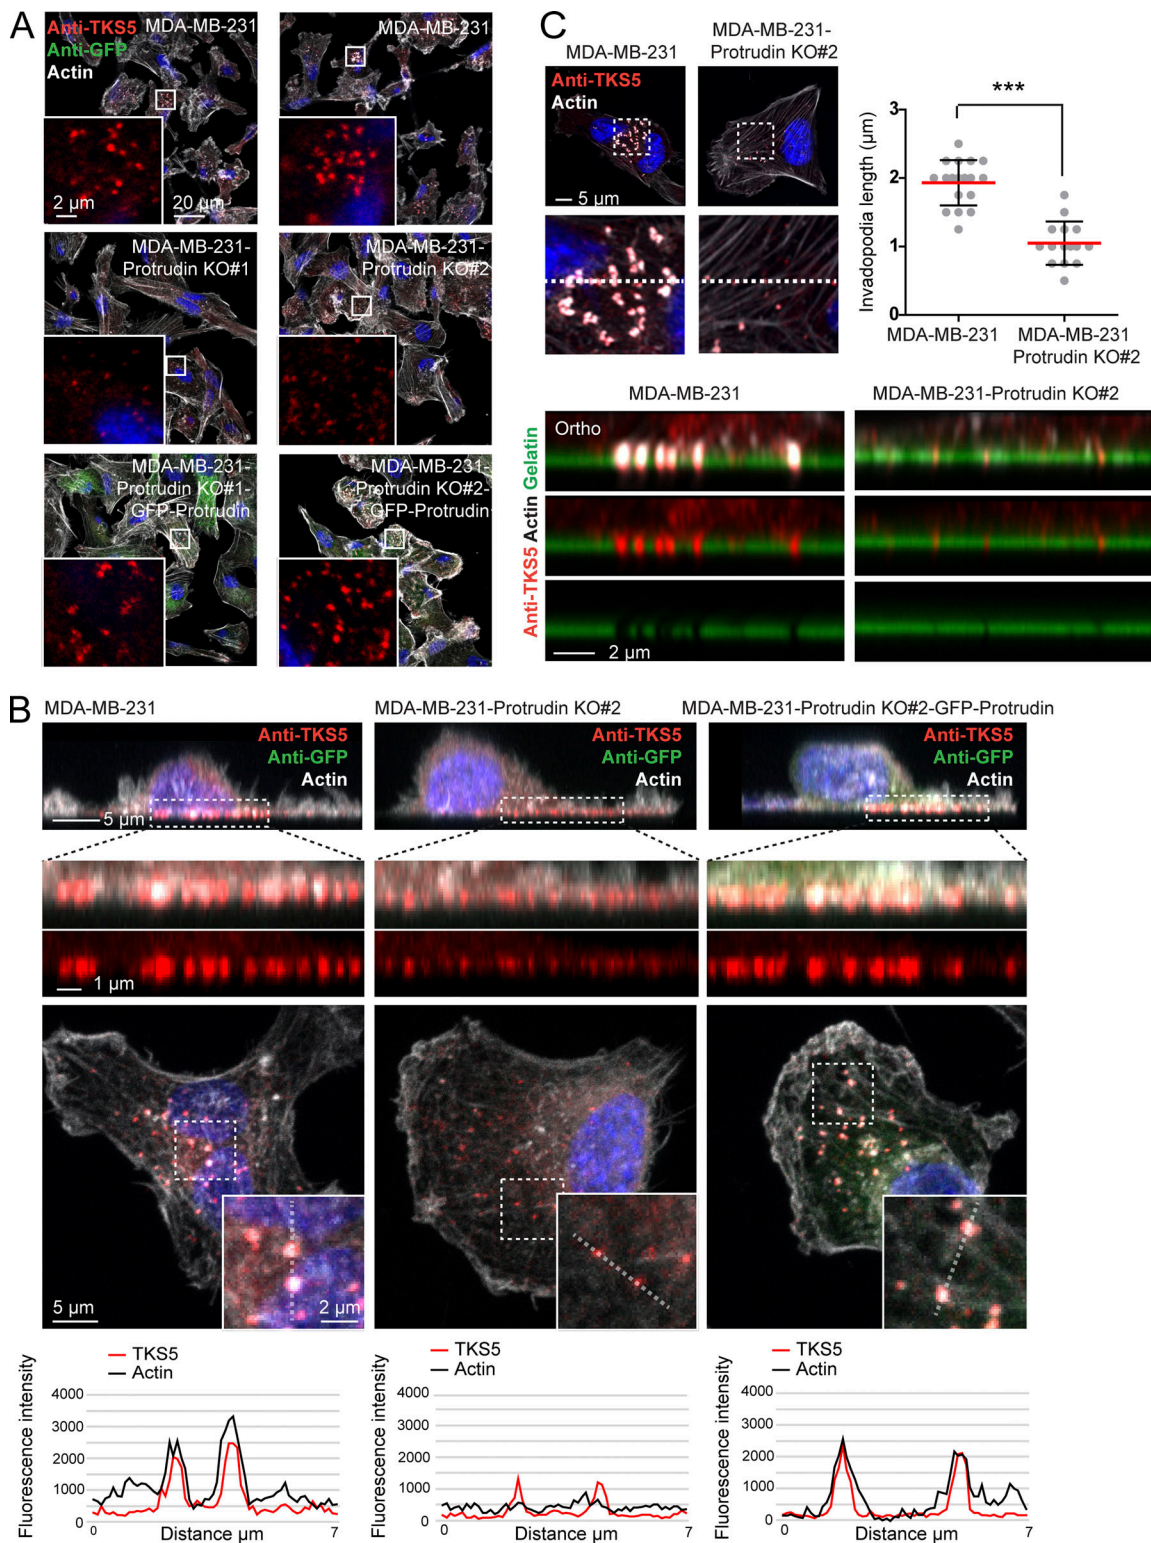 A
Anti-TKS5
Anti-GFP
Actin
MDA-MB-231
2 µm
20 µm
MDA-MB-231
MDA-MB-231-
Protrudin KO#1
MDA-MB-231-
Protrudin KO#2
MDA-MB-231-
Protrudin KO#1-
GFP-Protrudin
MDA-MB-231-
Protrudin KO#2-
GFP-Protrudin
C
MDA-MB-231
MDA-MB-231-
Protrudin KO#2
Anti-TKS5
Actin
5 µm
***
Invadopodia length (µm)
3
2
1
0
MDA-MB-231
MDA-MB-231
Protrudin KO#2
MDA-MB-231
MDA-MB-231-Protrudin KO#2
Ortho
Anti-TKS5 Actin Gelatin
2 µm
B
MDA-MB-231
MDA-MB-231-Protrudin KO#2
MDA-MB-231-Protrudin KO#2-GFP-Protrudin
Anti-TKS5
Anti-GFP
Actin
5 µm
Anti-TKS5
Anti-GFP
Actin
Anti-TKS5
Anti-GFP
Actin
1 µm
5 µm
2 µm
TKS5
Actin
Fluorescence intensity
4000
3000
2000
1000
0
0
Distance µm
7
TKS5
Actin
Fluorescence intensity
4000
3000
2000
1000
0
0
Distance µm
7
TKS5
Actin
Fluorescence intensity
4000
3000
2000
1000
0
0
Distance µm
7